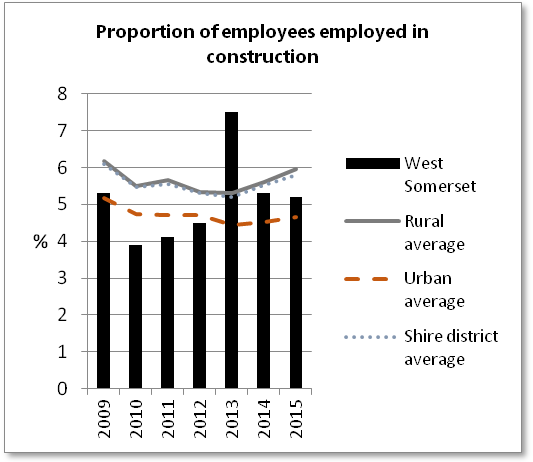 Proportion of employees employed in
construction
8
7
6
5
4
3
2
1
0
%
2009
2010
2011
2012
2013
2014
2015
West
Somerset
Rural
average
Urban
average
Shire district
average